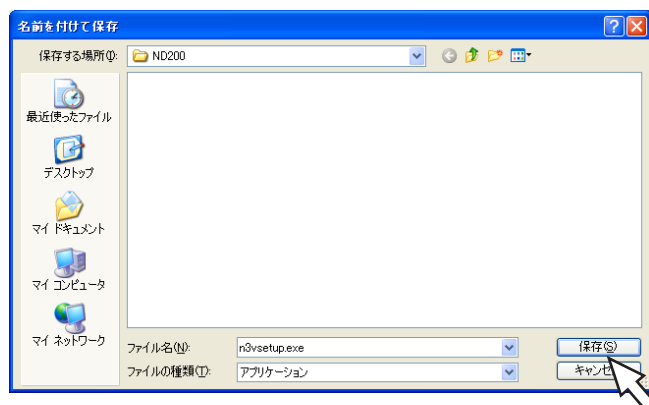 名前を付けて保存
保存する場所(I):
ND200
最近使ったファイル
デスクトップ
マイ ドキュメント
マイ コンピュータ
マイ ネットワーク
ファイル名(N):
n3vsetup.exe
保存(S)
ファイルの種類(T):
アプリケーション
キャンセ